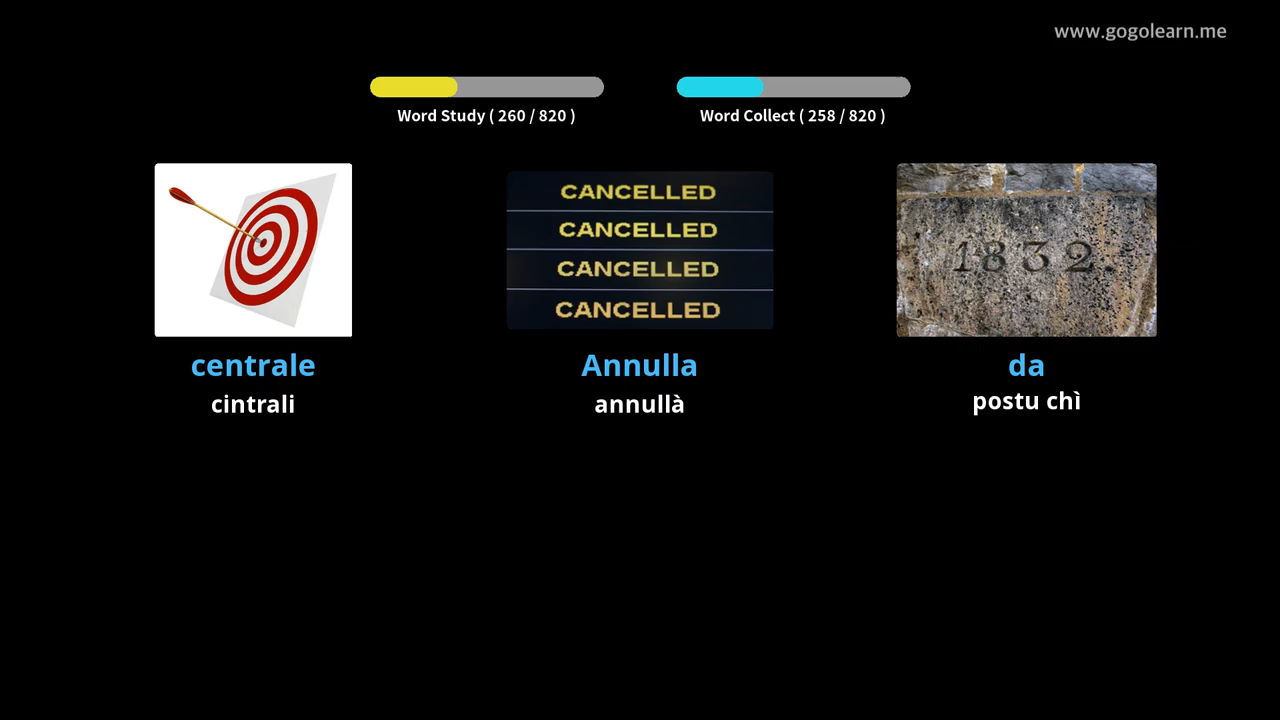 www.gogolearn.me
Word Study ( 260 / 820 )
Word Collect ( 258 / 820 )
CANCELLED
CANCELLED
CANCELLED
CANCELLED
1832.
centrale
Annulla
da
cintrali
annullà
postu chì